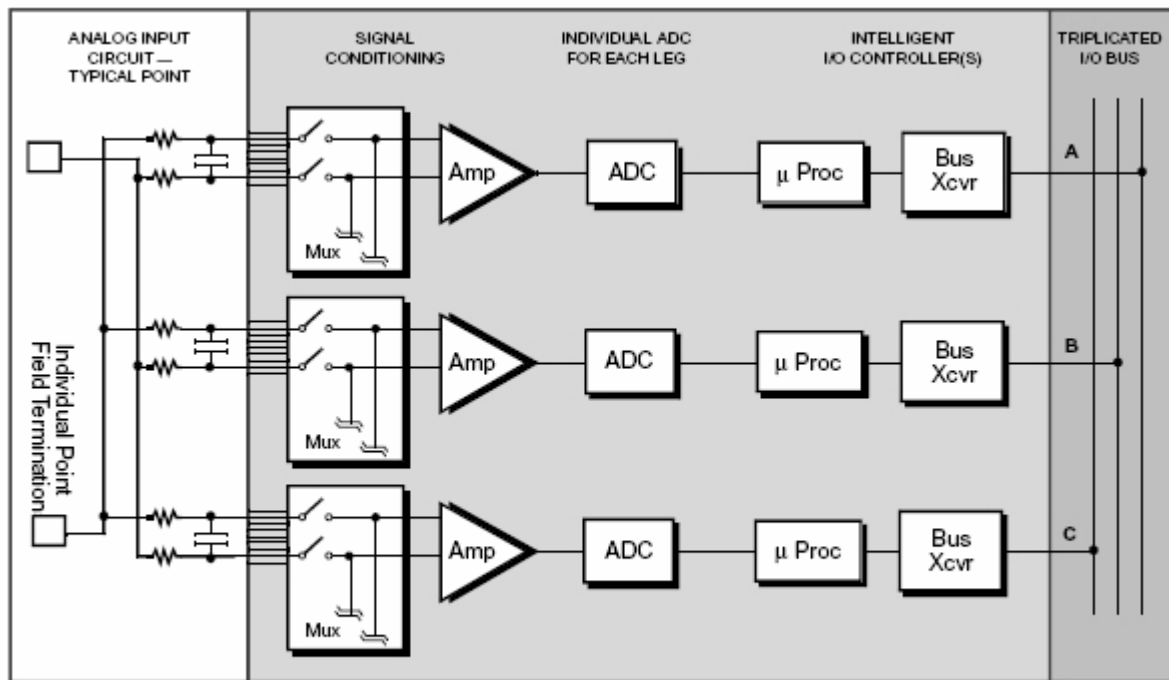 ANALOG INPUT
CIRCUIT —
TYPICAL POINT
SIGNAL
CONDITIONING
INDIVIDUAL ADC
FOR EACH LEG
INTELLIGENT
I/O CONTROLLER(S)
TRIPLICATED
I/O BUS
Individual Point
Field Termination
Mux
Amp
ADC
μ Proc
Bus
Xcvr
A
Mux
Amp
ADC
μ Proc
Bus
Xcvr
B
Mux
Amp
ADC
μ Proc
Bus
Xcvr
C